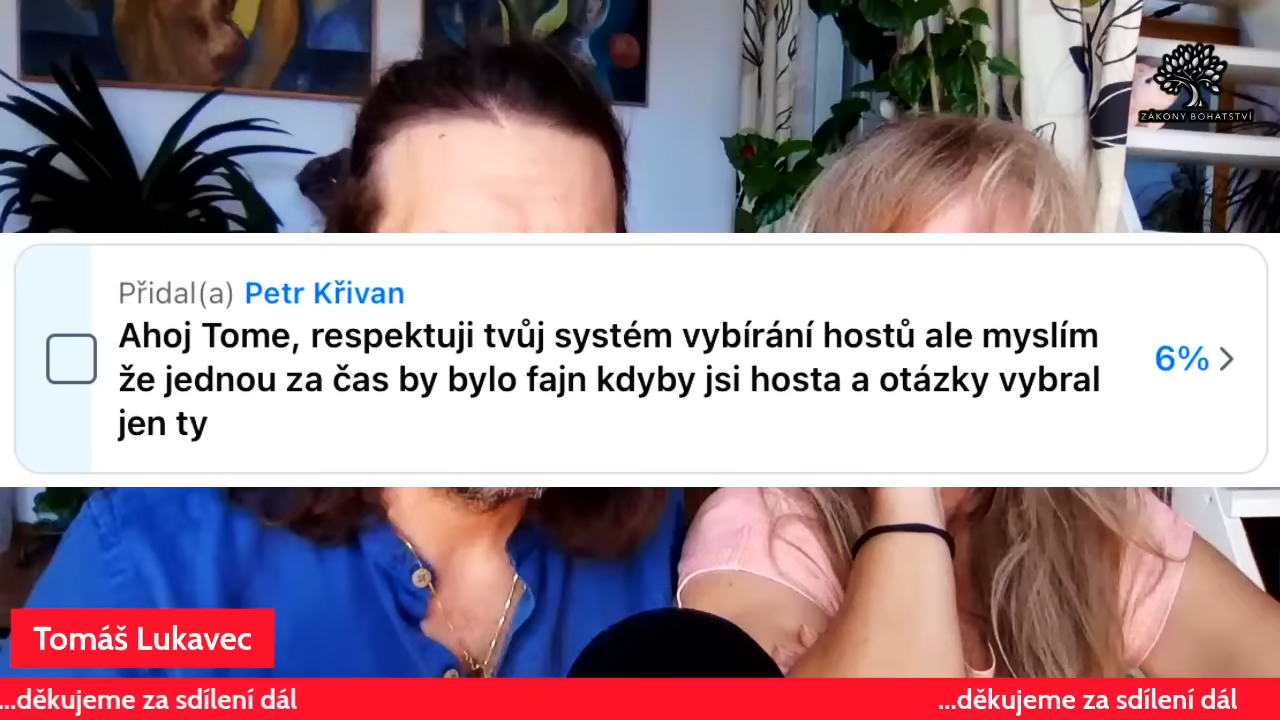 ZÁKONY BOHATSTVÍ
Přidal(a) Petr Křivan
Ahoj Tome, respektuji tvůj systém vybírání hostů ale myslím
že jednou za čas by bylo fajn kdyby jsi hosta a otázky vybral
jen ty
6%
Tomáš Lukavec
...děkujeme za sdílení dál
...děkujeme za sdílení dál